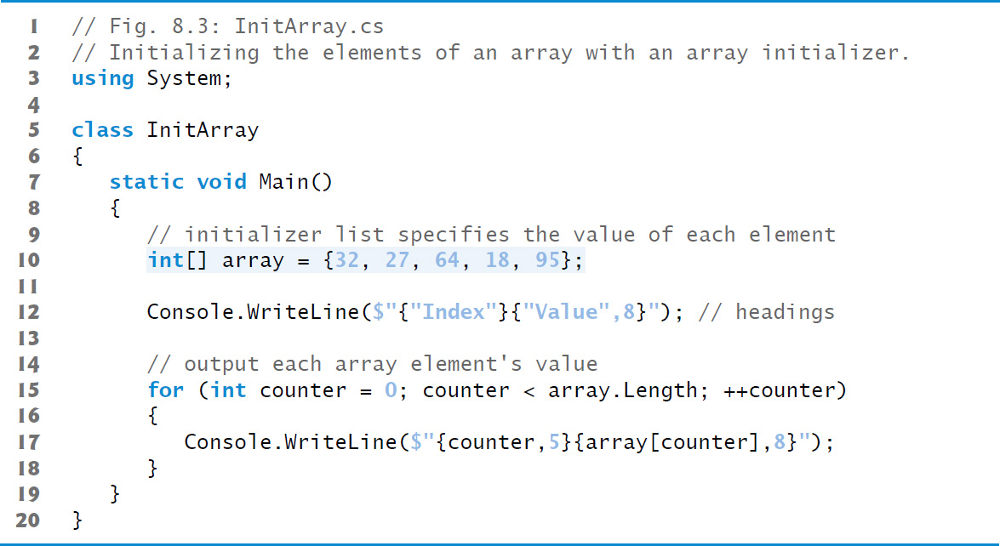 1 // Fig. 8.3: InitArray.cs
2 // Initializing the elements of an array with an array initializer.
3 using System;
4
5 class InitArray
6 {
7    static void Main()
8    {
9       // initializer list specifies the value of each element
10       int[] array = {32, 27, 64, 18, 95};
11
12       Console.WriteLine($"{"Index"}{"Value",8}"); // headings
13
14       // output each array element's value
15       for (int counter = 0; counter < array.Length; ++counter)
16       {
17          Console.WriteLine($"{counter,5}{array[counter],8}");
18       }
19    }
20 }